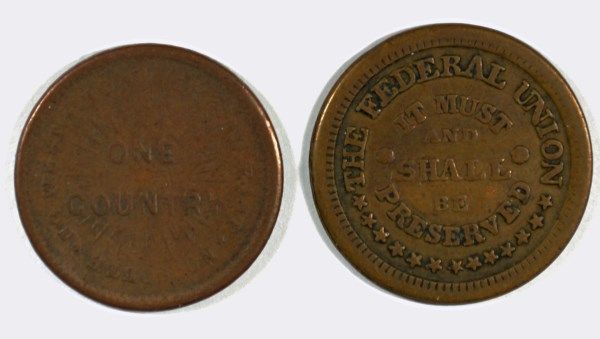 ONE
COUNTRY
THE FEDERAL UNION
IT MUST
AND
SHALL
BE
PRESERVED